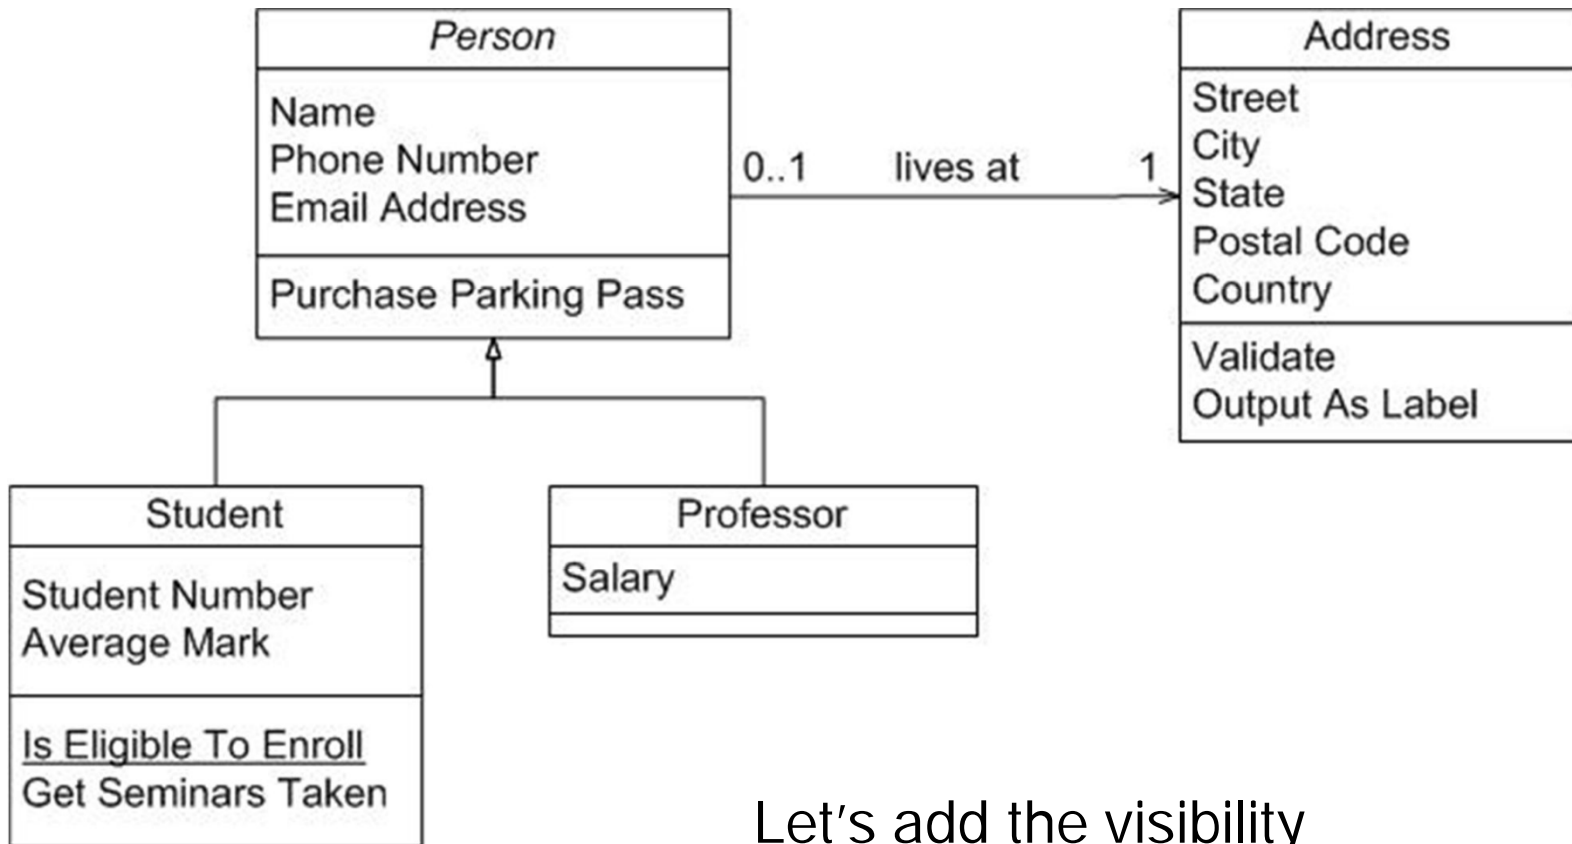 Person
Name
Phone Number
Email Address
Purchase Parking Pass
0..1 lives at 1
Address
Street
City
State
Postal Code
Country
Validate
Output As Label
Student
Student Number
Average Mark
Is Eligible To Enroll
Get Seminars Taken
Professor
Salary
Let's add the visibility